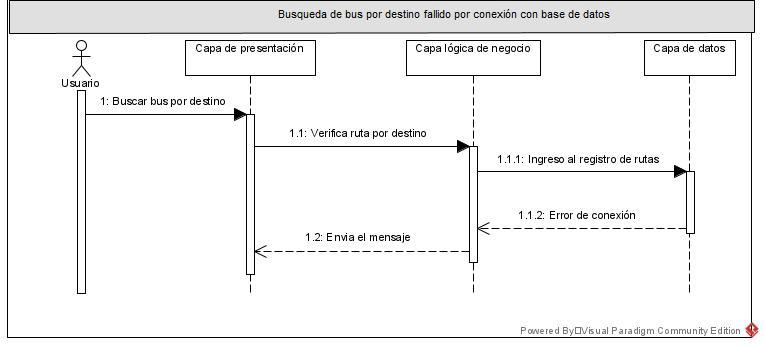 Busqueda de bus por destino fallido por conexión con base de datos
Usuario
Capa de presentación
Capa lógica de negocio
Capa de datos
1: Buscar bus por destino
1.1: Verifica ruta por destino
1.1.1: Ingreso al registro de rutas
1.1.2: Error de conexión
1.2: Envia el mensaje
Powered By□Visual Paradigm Community Edition